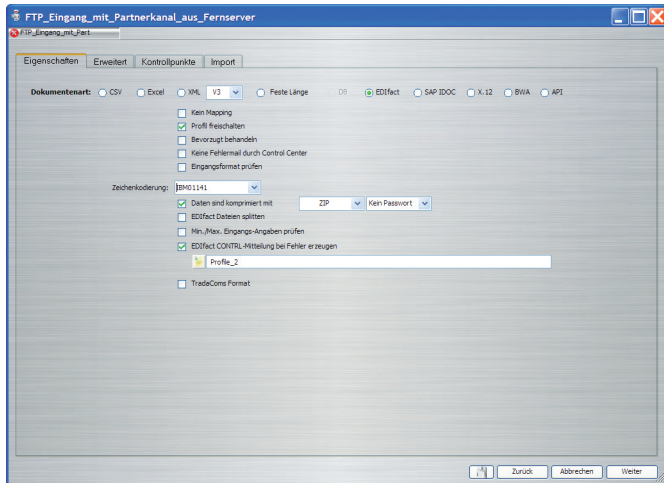 FTP_Eingang_mit_Partnerkanal_aus_Fernserver
FTP_Eingang_mit_Part
Eigenschaften Erweitert Kontrollpunkte Import
Dokumentenart: CSV Excel XML V3 Feste Länge DB EDIfact SAP IDOC X.12 BWA API
Kein Mapping
Profil freischalten
Bevorzugt behandeln
Keine Fehlermail durch Control Center
Eingangsformat prüfen
Zeichenkodierung: IBM01141
Daten sind komprimiert mit ZIP Kein Passwort
EDIfact Dateien splitten
Min./Max. Eingangs-Angaben prüfen
EDIfact CONTRL-Mitteilung bei Fehler erzeugen
Profile_2
TradaComs Format
Zurück Abbrechen Weiter